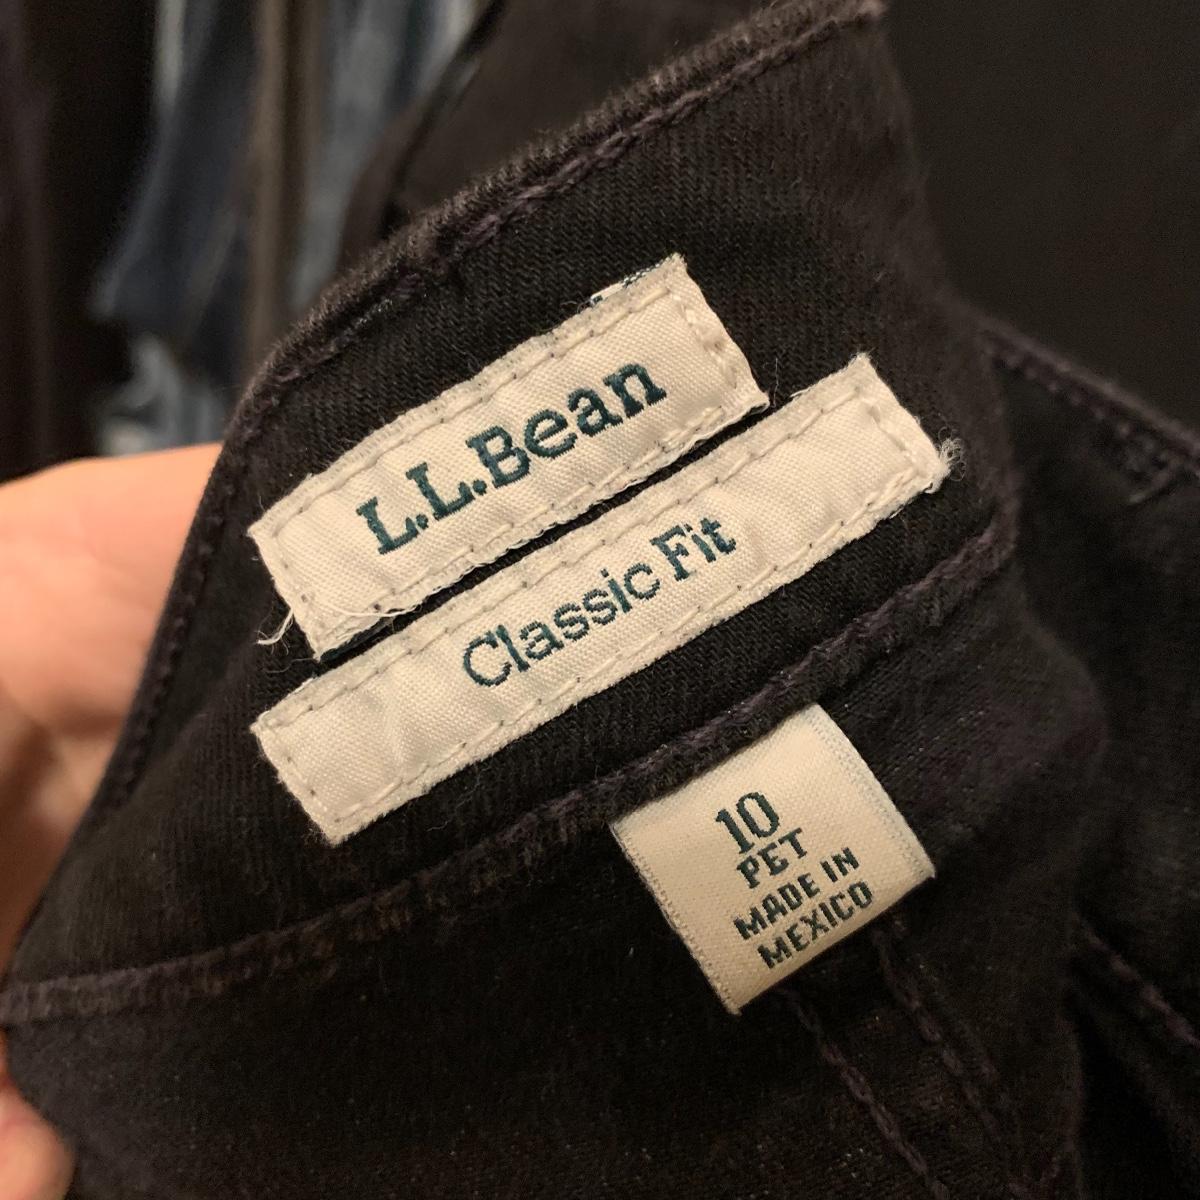 L.L.Bean
Classic Fit
10
PET
MADE IN
MEXICO